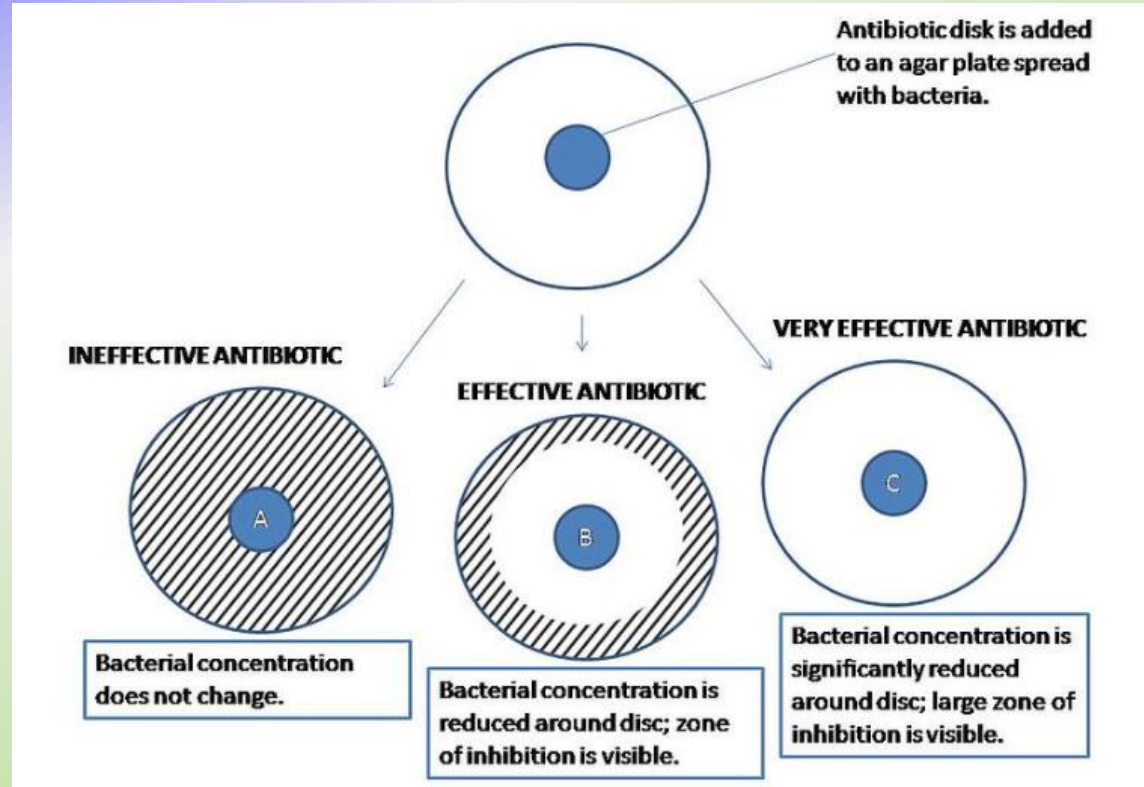 Antibiotic disk is added
to an agar plate spread
with bacteria.
INEFFECTIVE ANTIBIOTIC
EFFECTIVE ANTIBIOTIC
VERY EFFECTIVE ANTIBIOTIC
A
B
C
Bacterial concentration
does not change.
Bacterial concentration is
reduced around disc; zone
of inhibition is visible.
Bacterial concentration is
significantly reduced
around disc; large zone of
inhibition is visible.